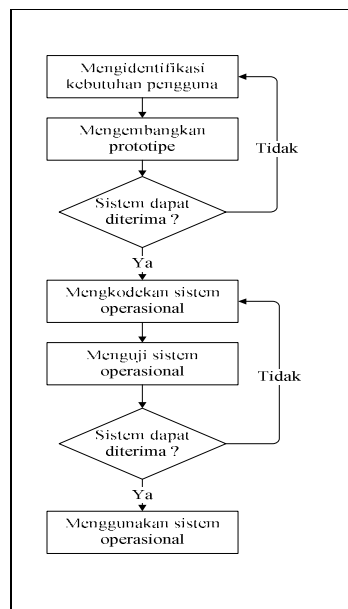 Mengidentifikasi
kebutuhan pengguna
Mengembangkan
prototipe
Tidak
Sistem dapat
diterima ?
Ya
Mengkodekan sistem
operasional
Menguji sistem
operasional
Tidak
Sistem dapat
diterima ?
Ya
Menggunakan sistem
operasional